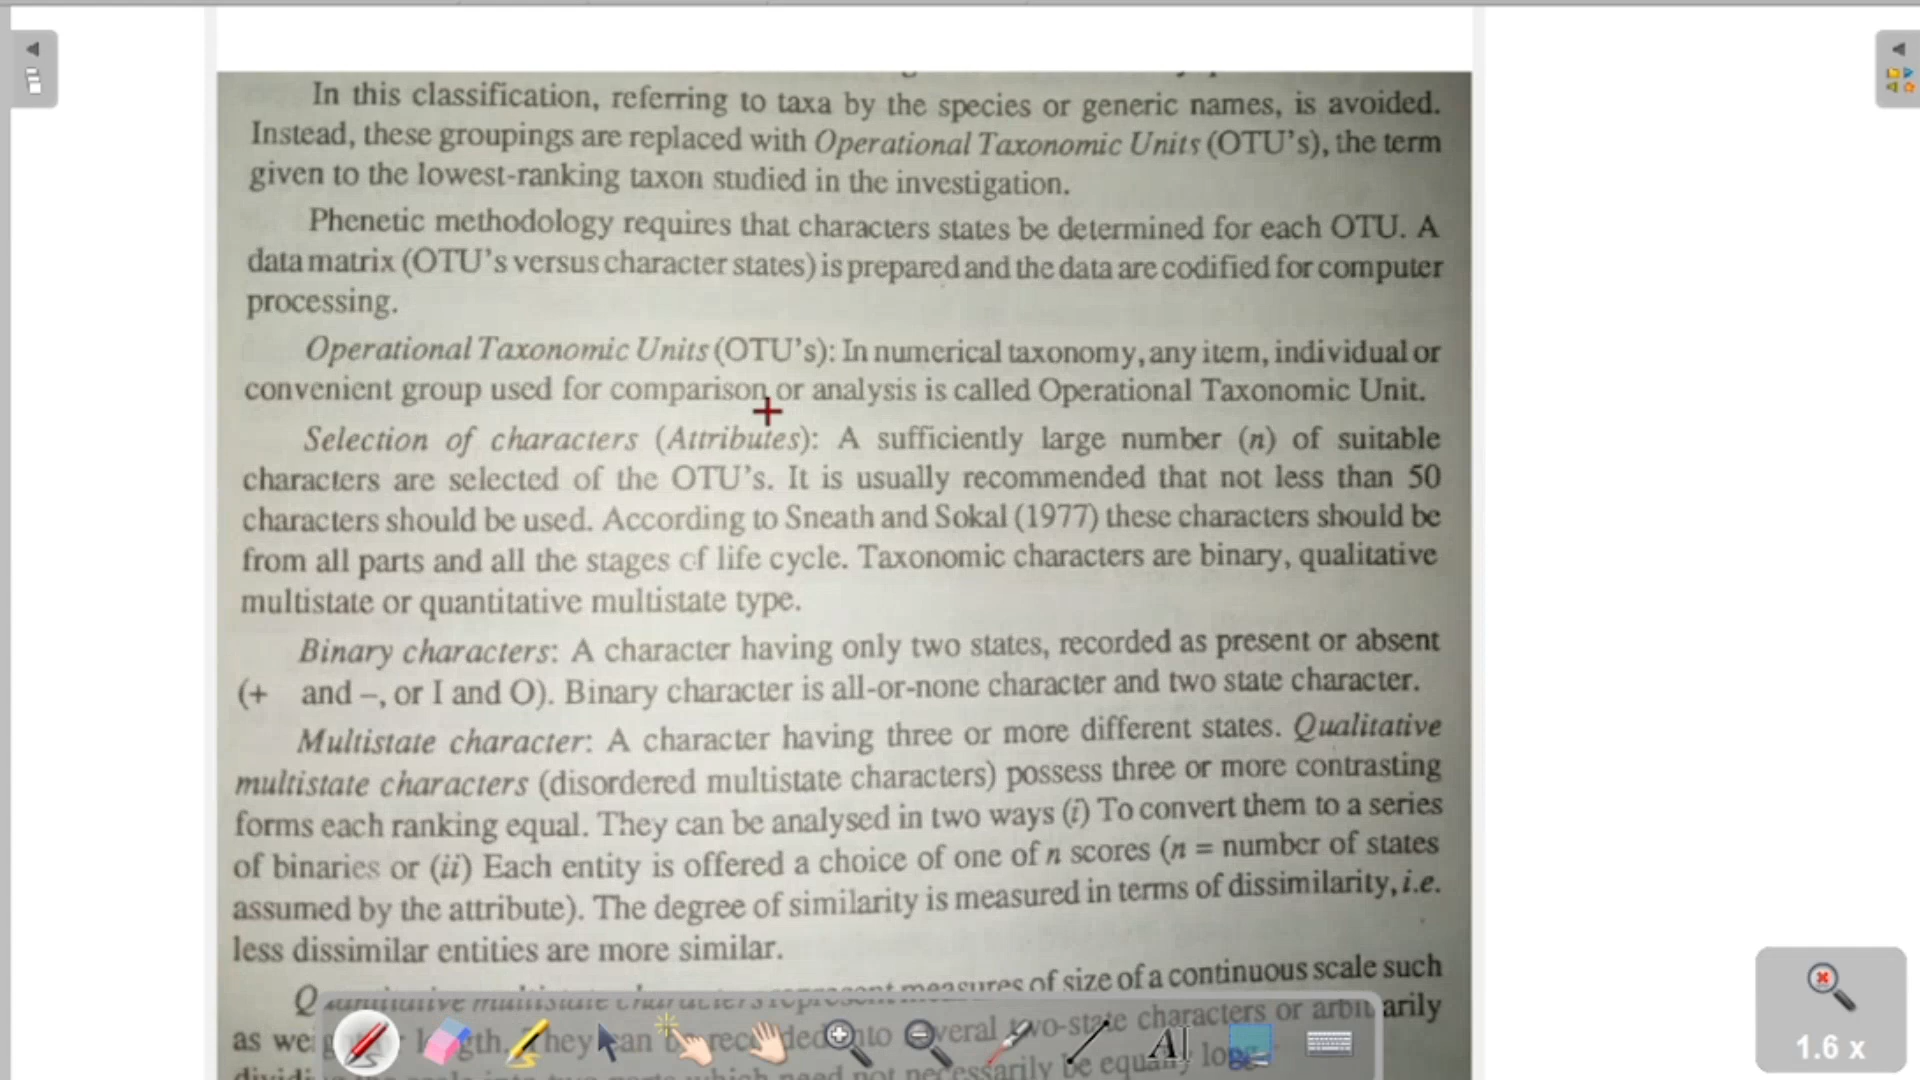 In this classification, referring to taxa by the species or generic names, is avoided.
Instead, these groupings are replaced with Operational Taxonomic Units (OTU's), the term
given to the lowest-ranking taxon studied in the investigation.
Phenetic methodology requires that characters states be determined for each OTU. A
data matrix (OTU's versus character states) is prepared and the data are codified for computer
processing.
Operational Taxonomic Units (OTU's): In numerical taxonomy, any item, individual or
convenient group used for comparison or analysis is called Operational Taxonomic Unit.
Selection of characters (Attributes): A sufficiently large number (n) of suitable
characters are selected of the OTU's. It is usually recommended that not less than 50
characters should be used. According to Sneath and Sokal (1977) these characters should be
from all parts and all the stages of life cycle. Taxonomic characters are binary, qualitative
multistate or quantitative multistate type.
Binary characters: A character having only two states, recorded as present or absent
(+ and –, or I and O). Binary character is all-or-none character and two state character.
Multistate character: A character having three or more different states. Qualitative
multistate characters (disordered multistate characters) possess three or more contrasting
forms each ranking equal. They can be analysed in two ways (i) To convert them to a series
of binaries or (ii) Each entity is offered a choice of one of n scores (n = number of states
assumed by the attribute). The degree of similarity is measured in terms of dissimilarity, i.e.
less dissimilar entities are more similar.
measures of size of a continuous scale such
as two-state characters or arbitrarily
which need not necessarily be equally long
1.6 x